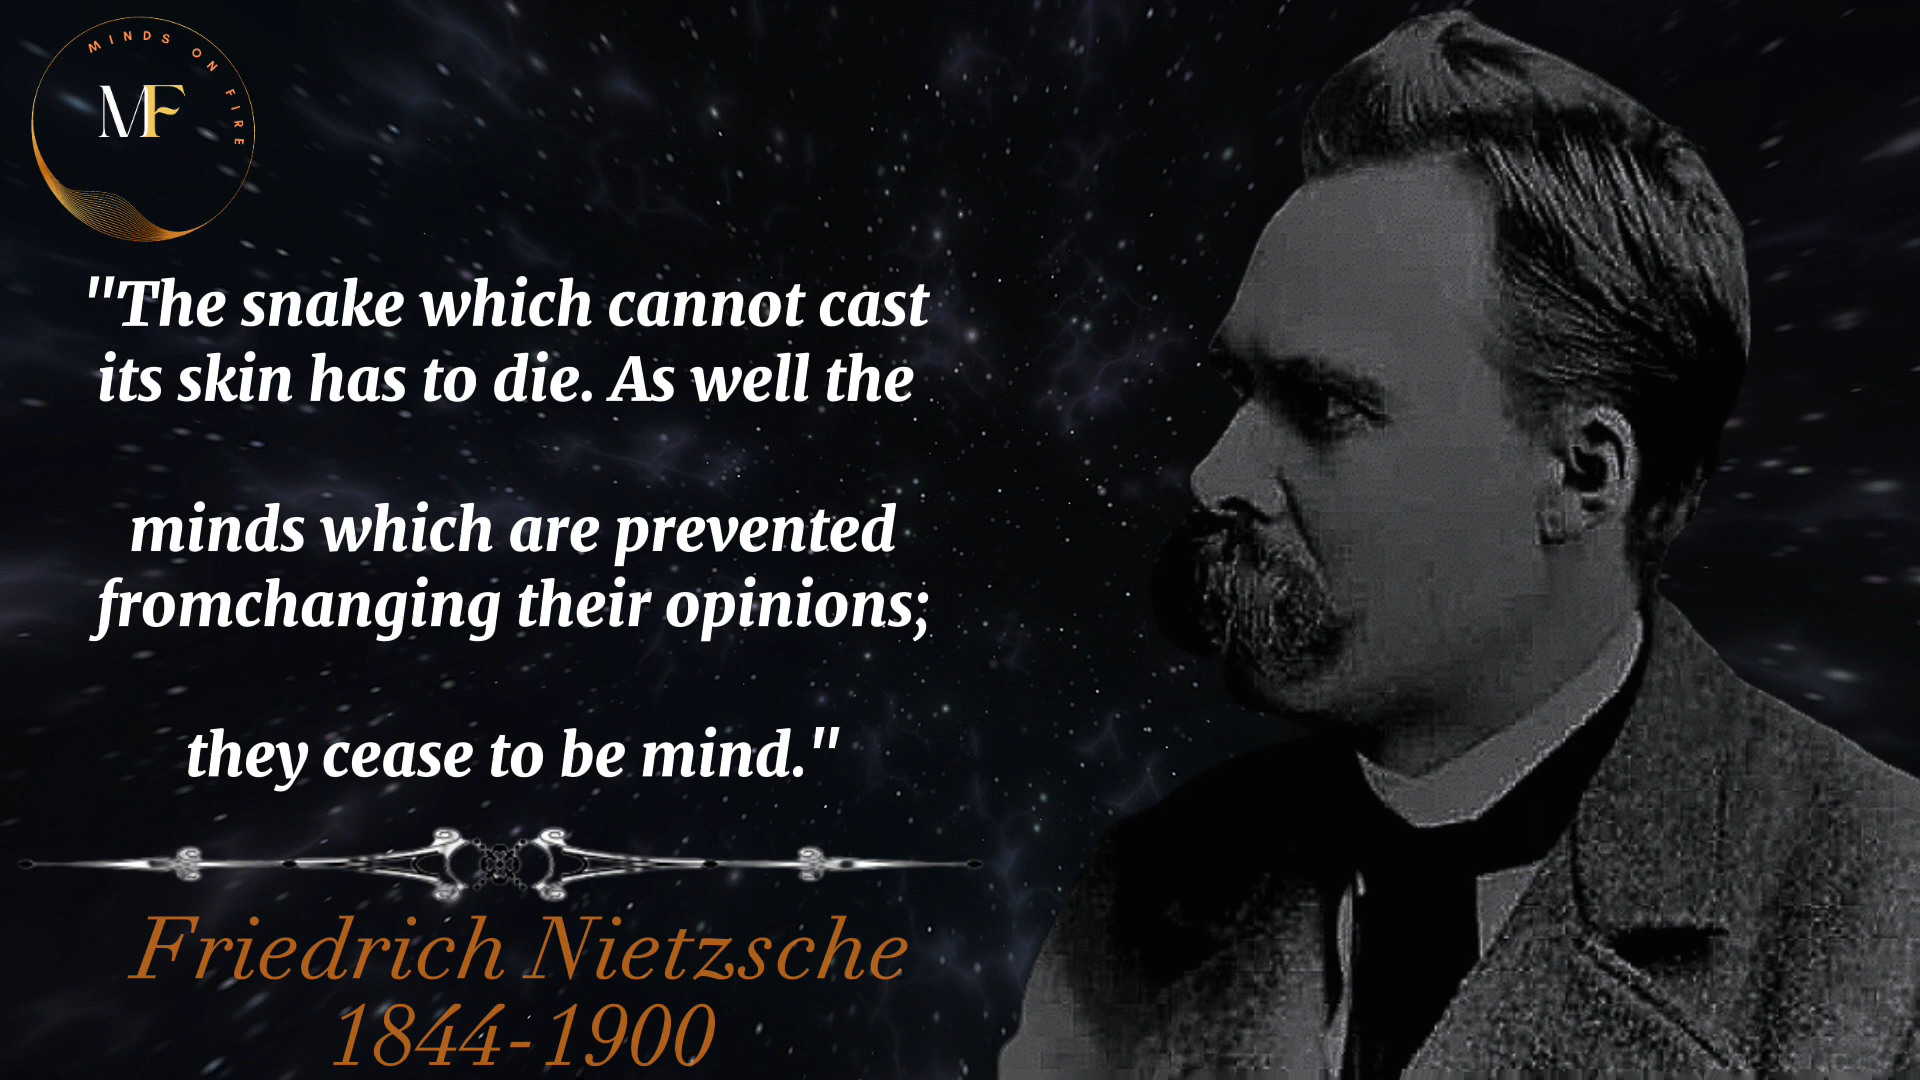 MINDS ON FIRE
MF
"The snake which cannot cast
its skin has to die. As well the
minds which are prevented
fromchanging their opinions;
they cease to be mind."
Friedrich Nietzsche
1844-1900